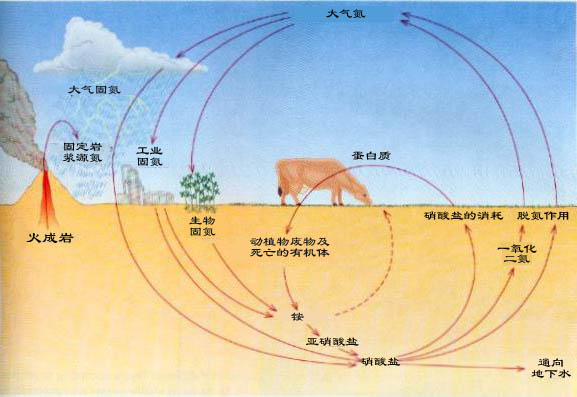 大气氮
大气固氮
固定岩
浆源氮
工业
固氮
蛋白质
生物
固氮
硝酸盐的消耗
脱氮作用
火成岩
动植物废物及
死亡的有机体
一氧化
二氮
铵
亚硝酸盐
硝酸盐
通向
地下水